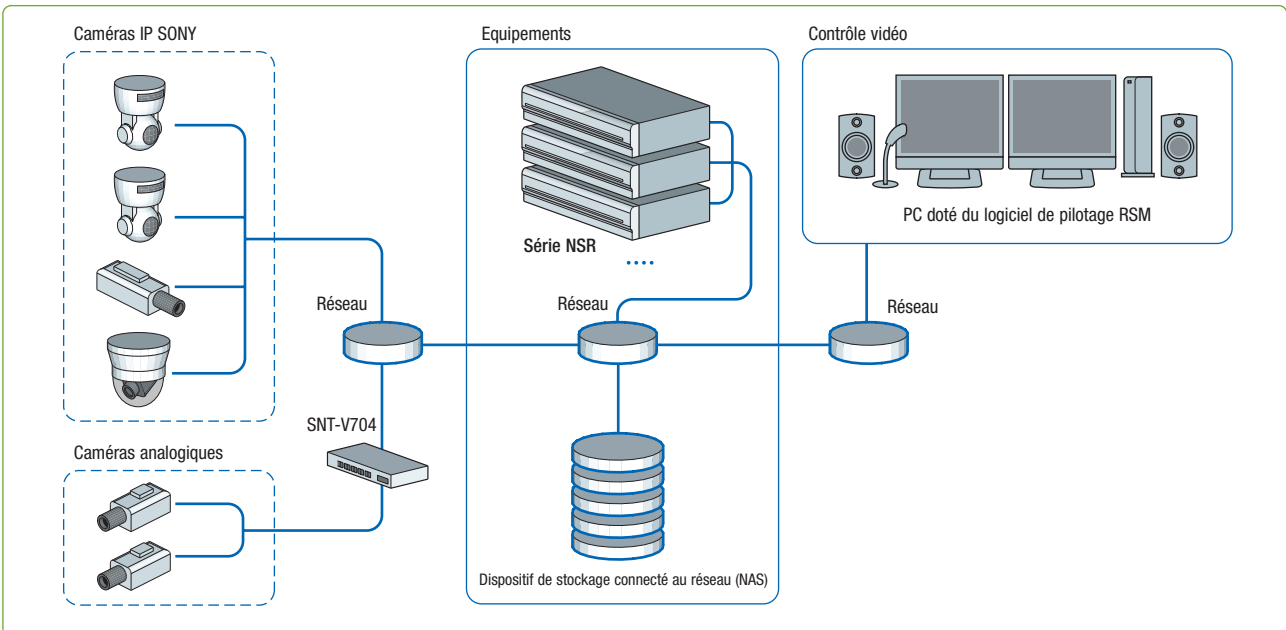 Caméras IP SONY
Equipements
Contrôle vidéo
PC doté du logiciel de pilotage RSM
Série NSR
....
Réseau
Réseau
Réseau
SNT-V704
Caméras analogiques
Dispositif de stockage connecté au réseau (NAS)